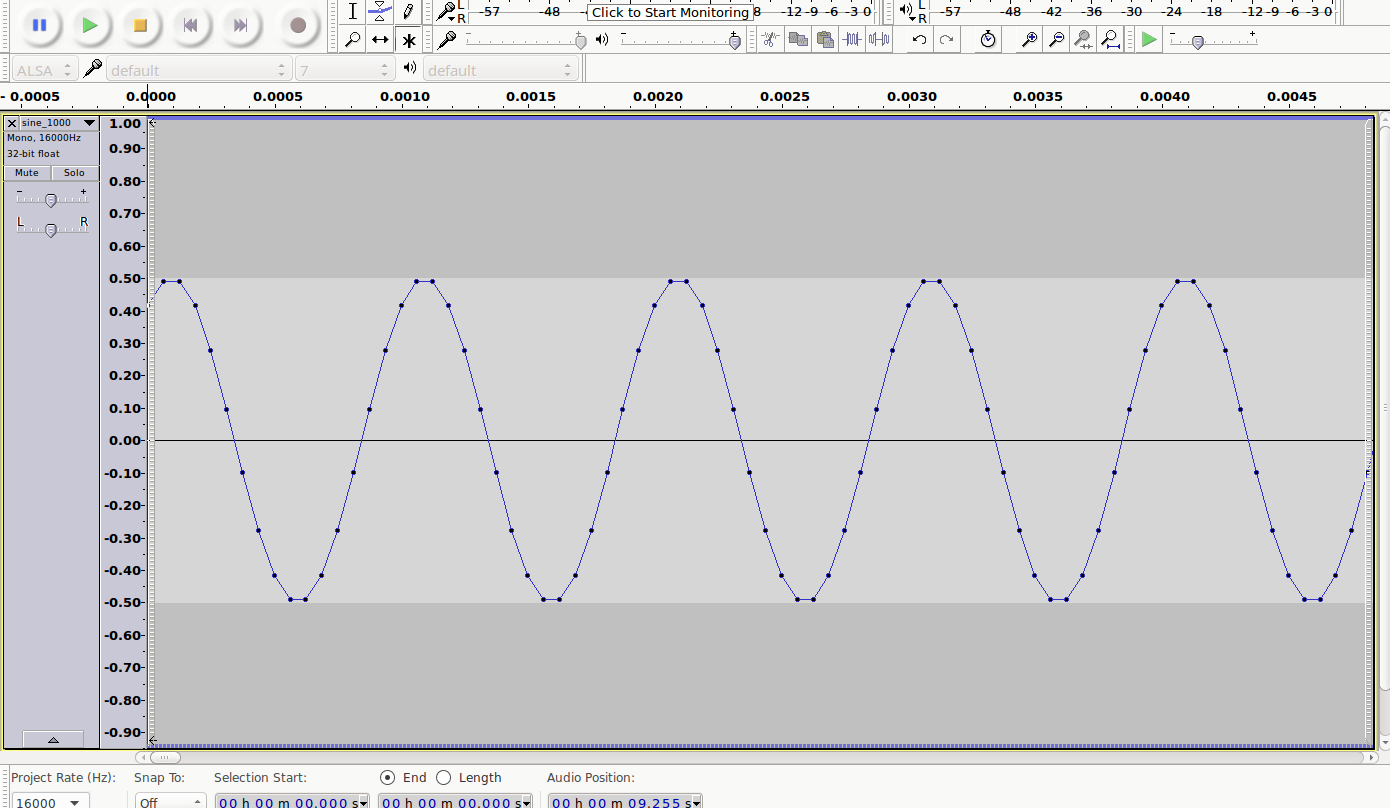 L
R
-57 -48 - Click to Start Monitoring 8 -12 -9 -6 -3 0
L
R
-57 -48 -42 -36 -30 -24 -18 -12 -9 -6 -3 0
- + - + - +
ALSA default 7 default
- 0.0005 0.0000 0.0005 0.0010 0.0015 0.0020 0.0025 0.0030 0.0035 0.0040 0.0045
sine_1000
Mono, 16000Hz
32-bit float
Mute Solo
- +
L R
1.00
0.90
0.80
0.70
0.60
0.50
0.40
0.30
0.20
0.10
0.00
-0.10
-0.20
-0.30
-0.40
-0.50
-0.60
-0.70
-0.80
-0.90
Project Rate (Hz): Snap To: Selection Start: End Length Audio Position:
16000 Off 00 h 00 m 00.000 s 00 h 00 m 00.000 s 00 h 00 m 09.255 s